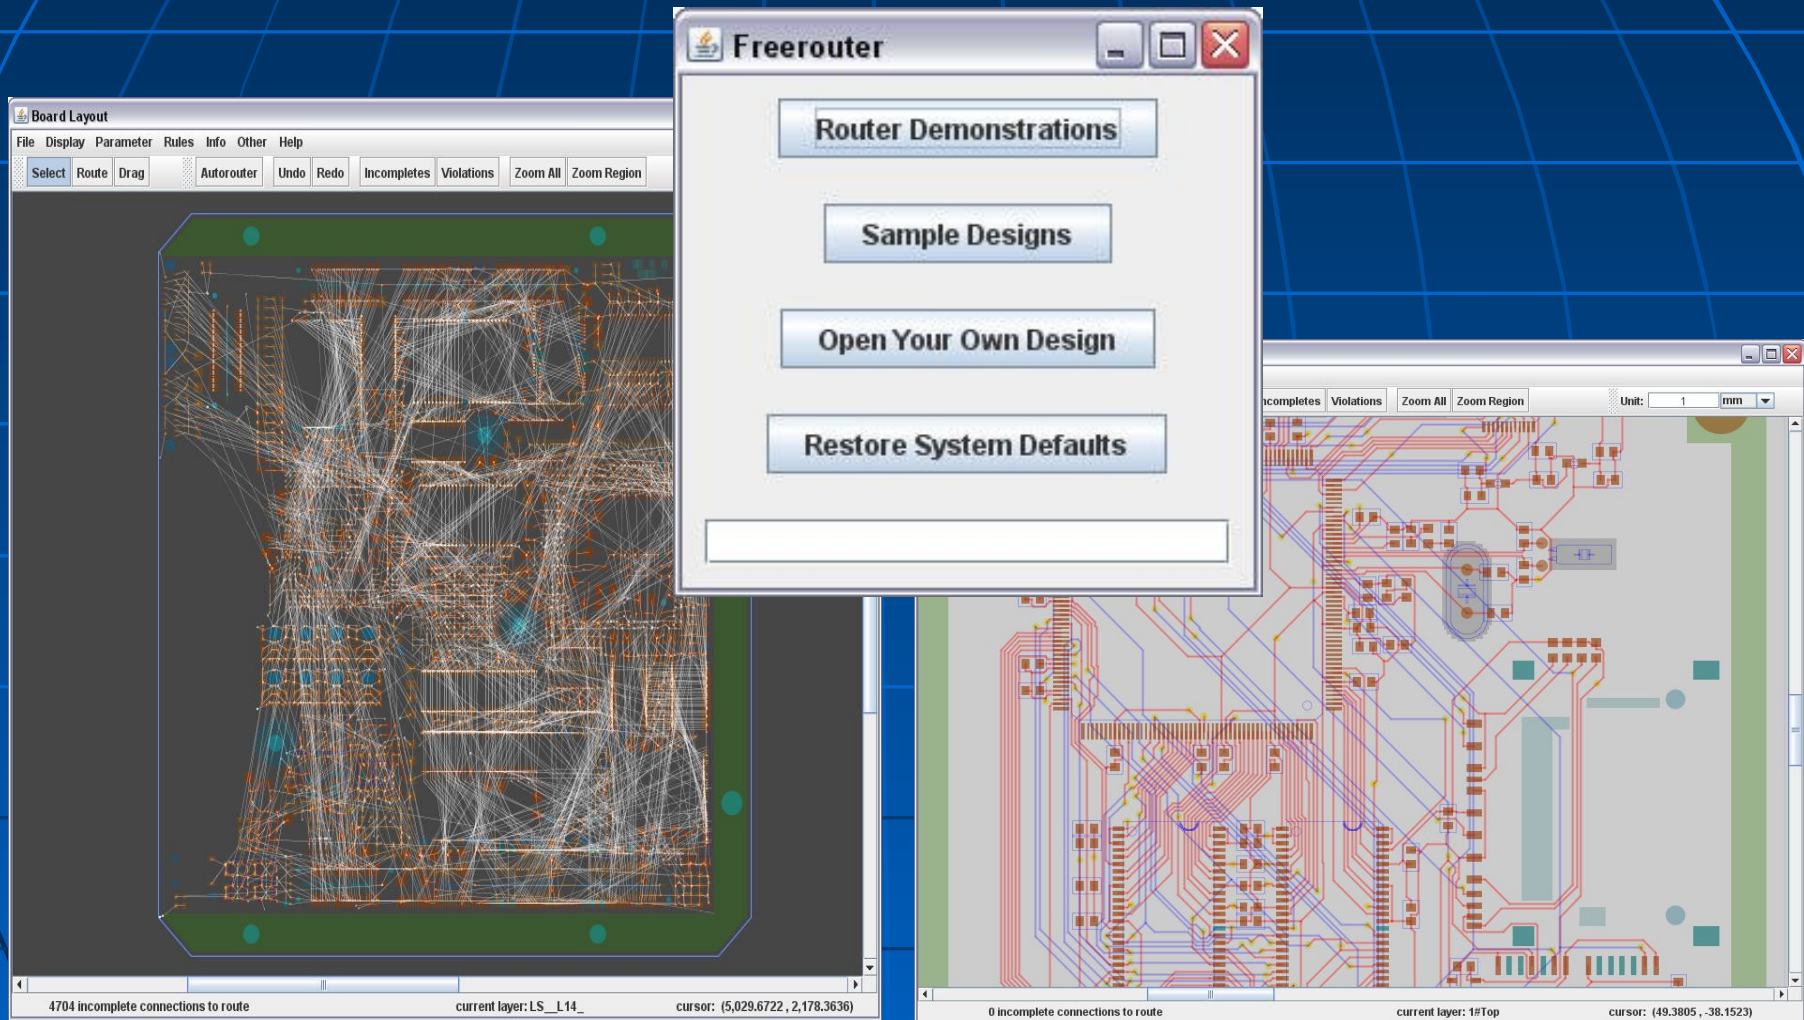 Freerouter
Router Demonstrations
Sample Designs
Open Your Own Design
Restore System Defaults
Board Layout
File Display Parameter Rules Info Other Help
Select Route Drag Autorouter Undo Redo Incompletes Violations Zoom All Zoom Region
4704 incomplete connections to route current layer: LS__L14_ cursor: (5,029.6722 , 2,178.3636)
ncompletes Violations Zoom All Zoom Region Unit: 1 mm
0 incomplete connections to route current layer: 1#Top cursor: (49.3805 , -38.1523)